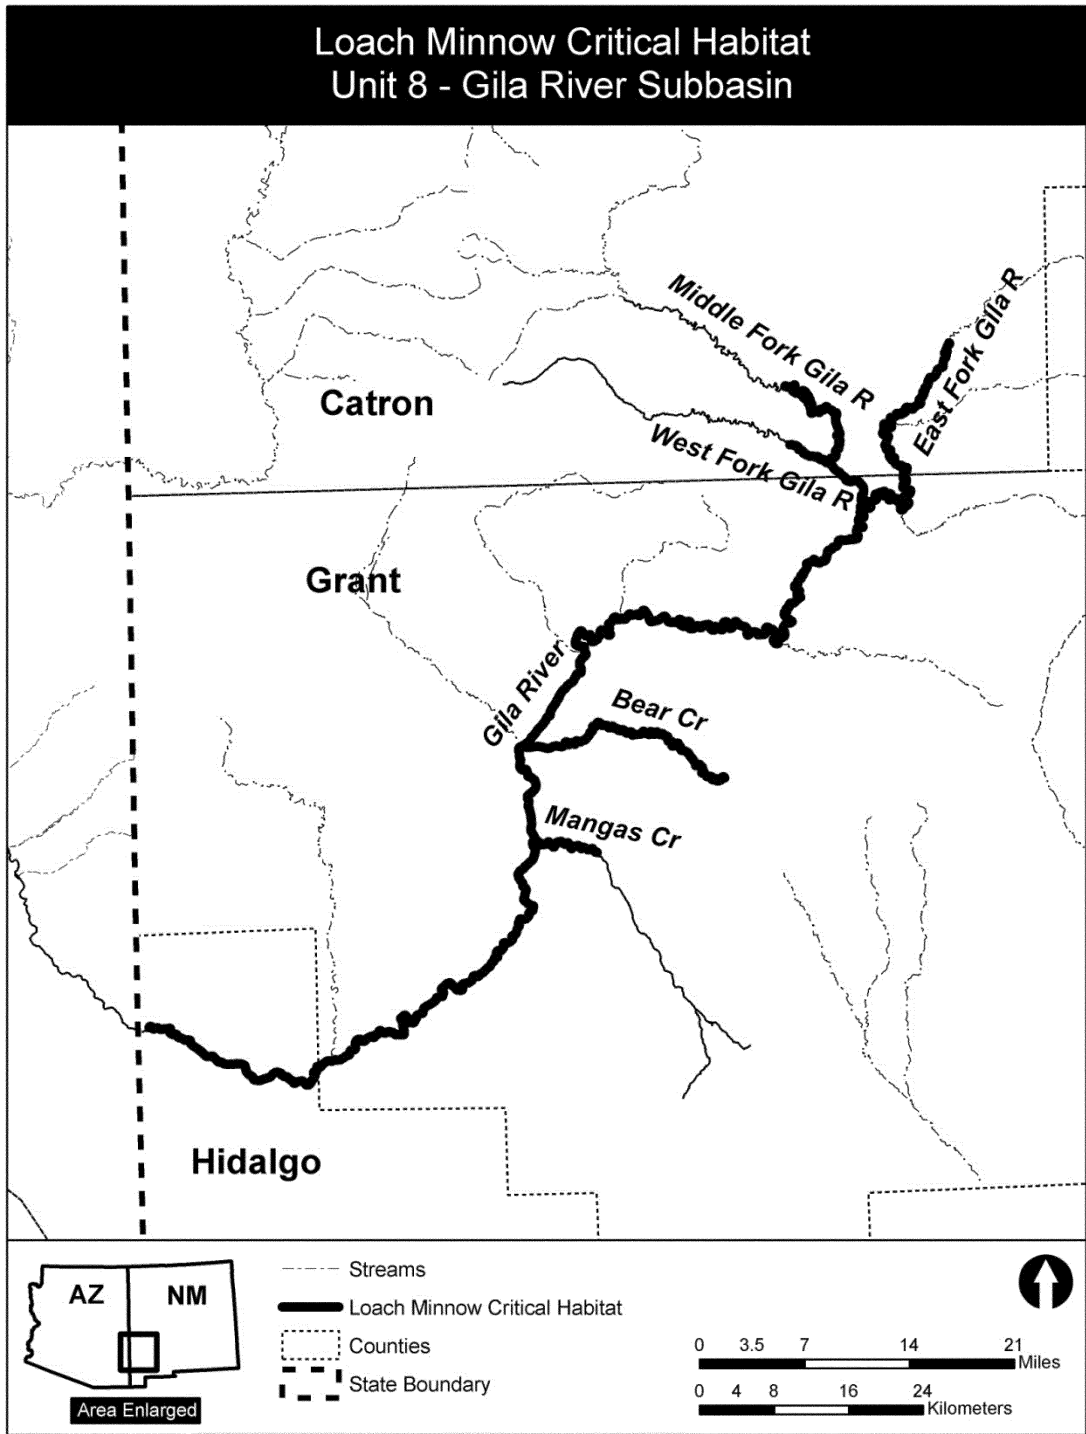 Loach Minnow Critical Habitat
Unit 8 - Gila River Subbasin
Middle Fork Gila R
East Fork Gila R
Catron
West Fork Gila R
Grant
Gila River
Bear Cr
Mangas Cr
Hidalgo
AZ
NM
Area Enlarged
Streams
Loach Minnow Critical Habitat
Counties
State Boundary
0 3.5 7 14 21
Miles
0 4 8 16 24
Kilometers